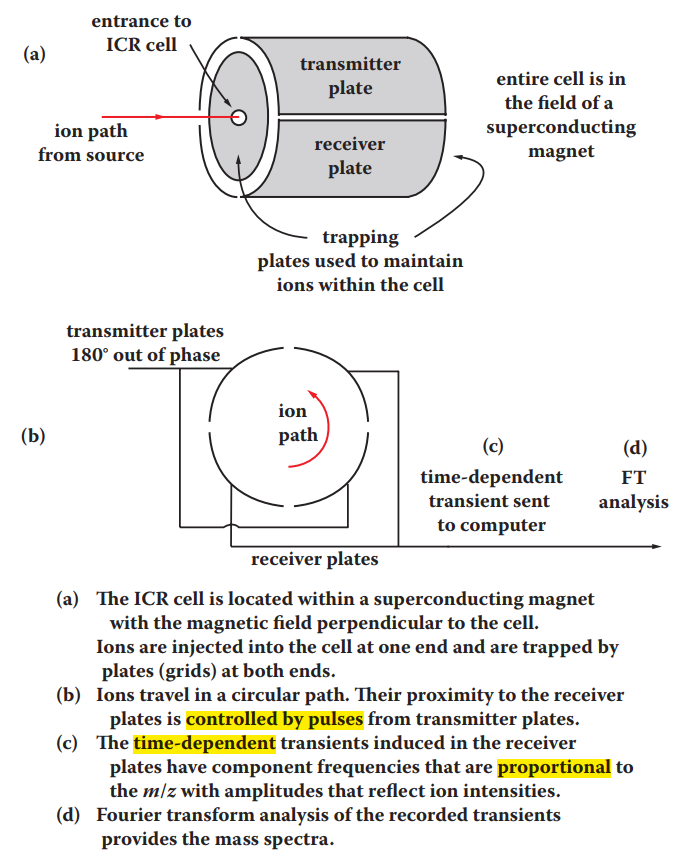 entrance to
ICR cell
(a)
transmitter
plate
entire cell is in
the field of a
superconducting
magnet
ion path
from source
receiver
plate
trapping
plates used to maintain
ions within the cell
transmitter plates
180° out of phase
(b)
ion
path
(c)
time-dependent
transient sent
to computer
(d)
FT
analysis
receiver plates
(a) The ICR cell is located within a superconducting magnet
with the magnetic field perpendicular to the cell.
Ions are injected into the cell at one end and are trapped by
plates (grids) at both ends.
(b) Ions travel in a circular path. Their proximity to the receiver
plates is controlled by pulses from transmitter plates.
(c) The time-dependent transients induced in the receiver
plates have component frequencies that are proportional to
the m/z with amplitudes that reflect ion intensities.
(d) Fourier transform analysis of the recorded transients
provides the mass spectra.